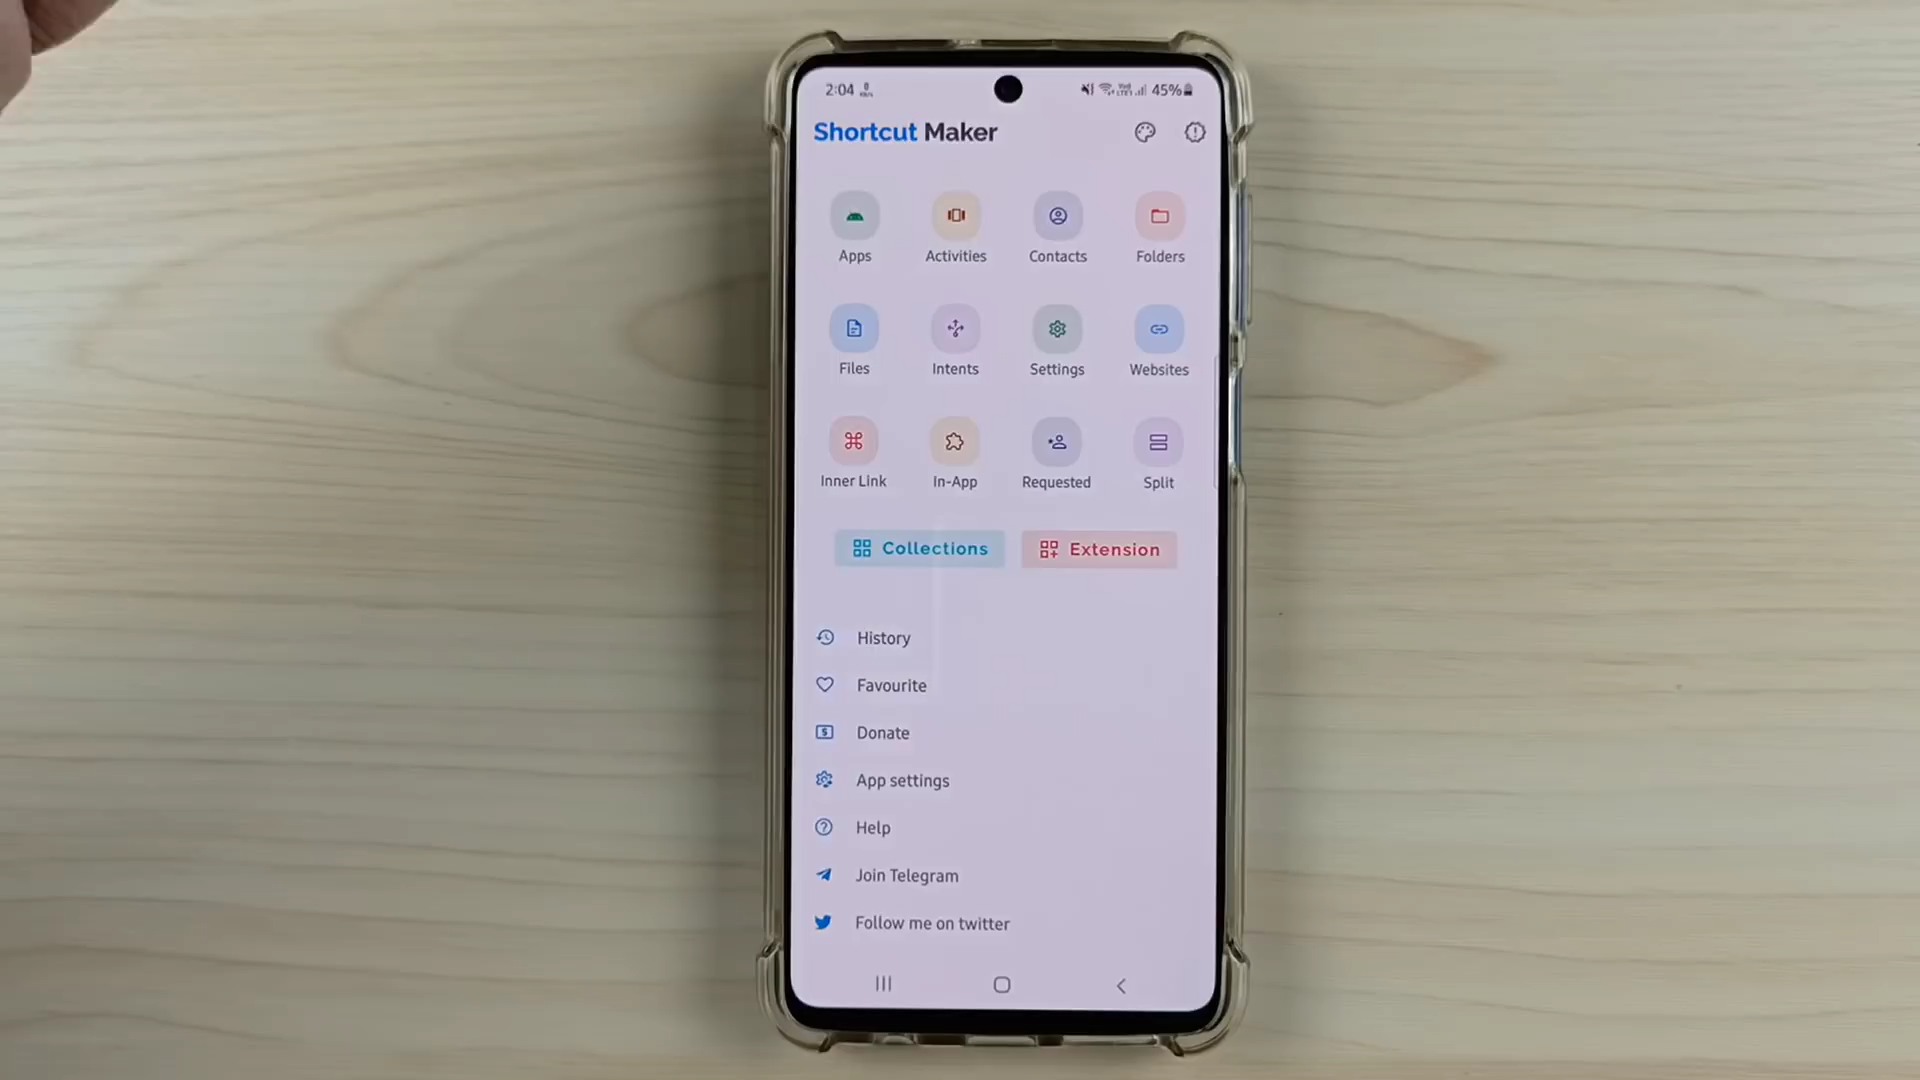 2:04
45%
Shortcut Maker
Apps Activities Contacts Folders
Files Intents Settings Websites
Inner Link In-App Requested Split
Collections Extension
History
Favourite
Donate
App settings
Help
Join Telegram
Follow me on twitter